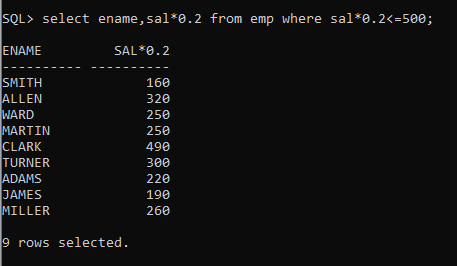 SQL> select ename,sal*0.2 from emp where sal*0.2<=500;
ENAME         SAL*0.2
---------- ----------
SMITH             160
ALLEN             320
WARD              250
MARTIN            250
CLARK             490
TURNER            300
ADAMS             220
JAMES             190
MILLER            260
9 rows selected.